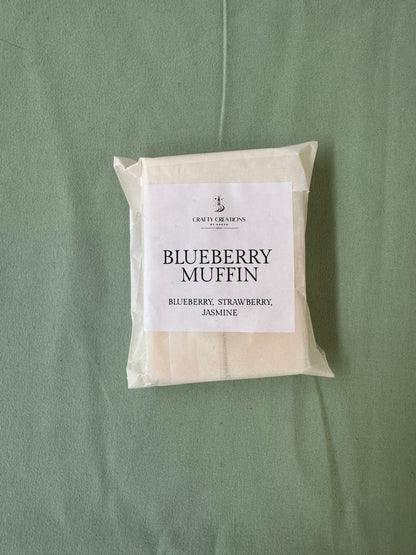 CRAFTY CREATIONS
BLUEBERRY
MUFFIN
BLUEBERRY, STRAWBERRY,
JASMINE